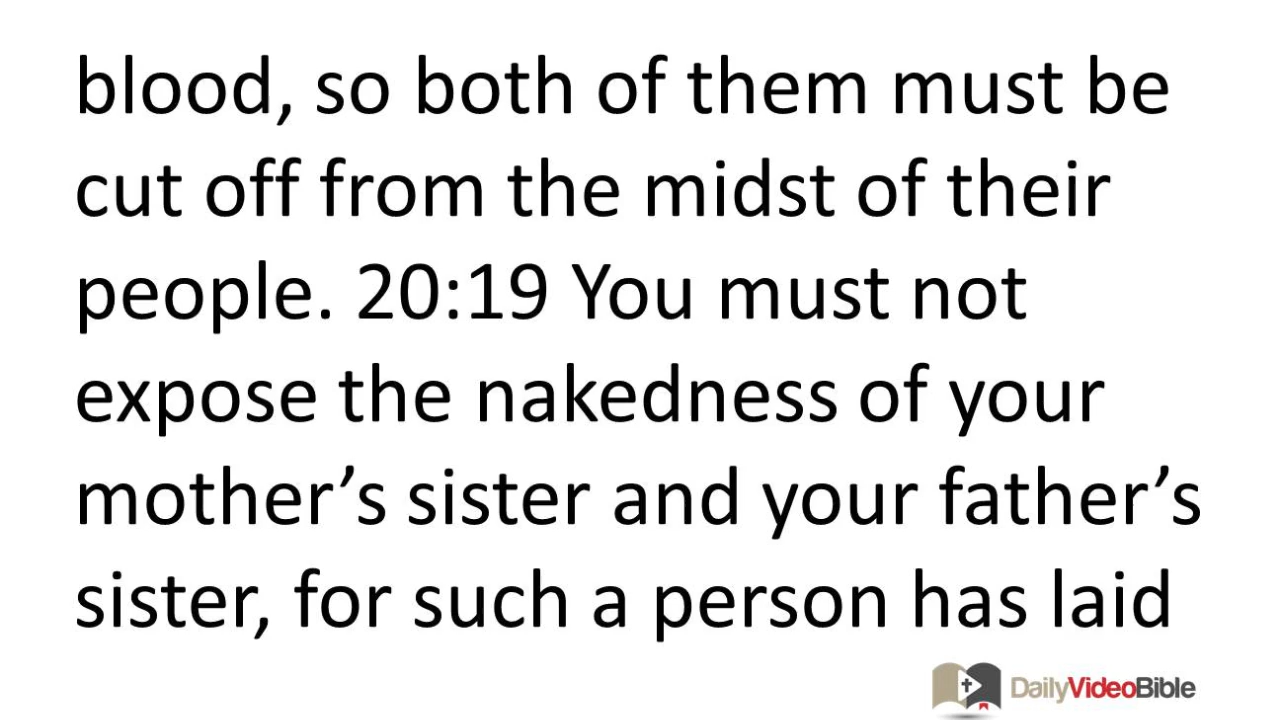 blood, so both of them must be
cut off from the midst of their
people. 20:19 You must not
expose the nakedness of your
mother’s sister and your father’s
sister, for such a person has laid
DailyVideoBible